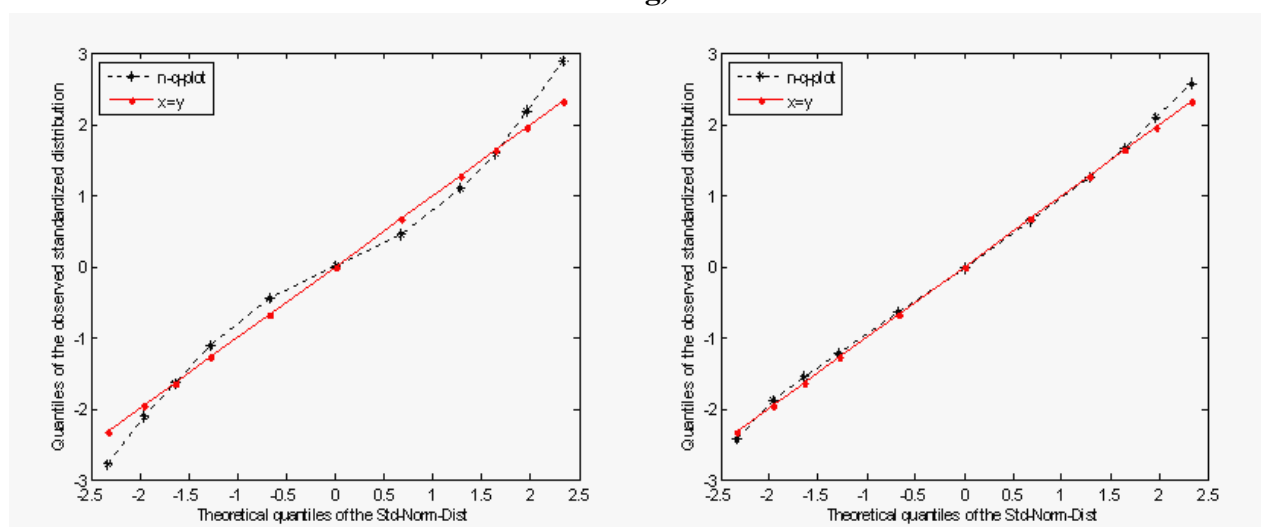 g,
n-q-plot
x=y
Quantiles of the observed standardized distribution
3
2
1
0
-1
-2
-3
-2.5 -2 -1.5 -1 -0.5 0 0.5 1 1.5 2 2.5
Theoretical quantiles of the Std-Norm-Dist
n-q-plot
x=y
Quantiles of the observed standardized distribution
3
2
1
0
-1
-2
-3
-2.5 -2 -1.5 -1 -0.5 0 0.5 1 1.5 2 2.5
Theoretical quantiles of the Std-Norm-Dist